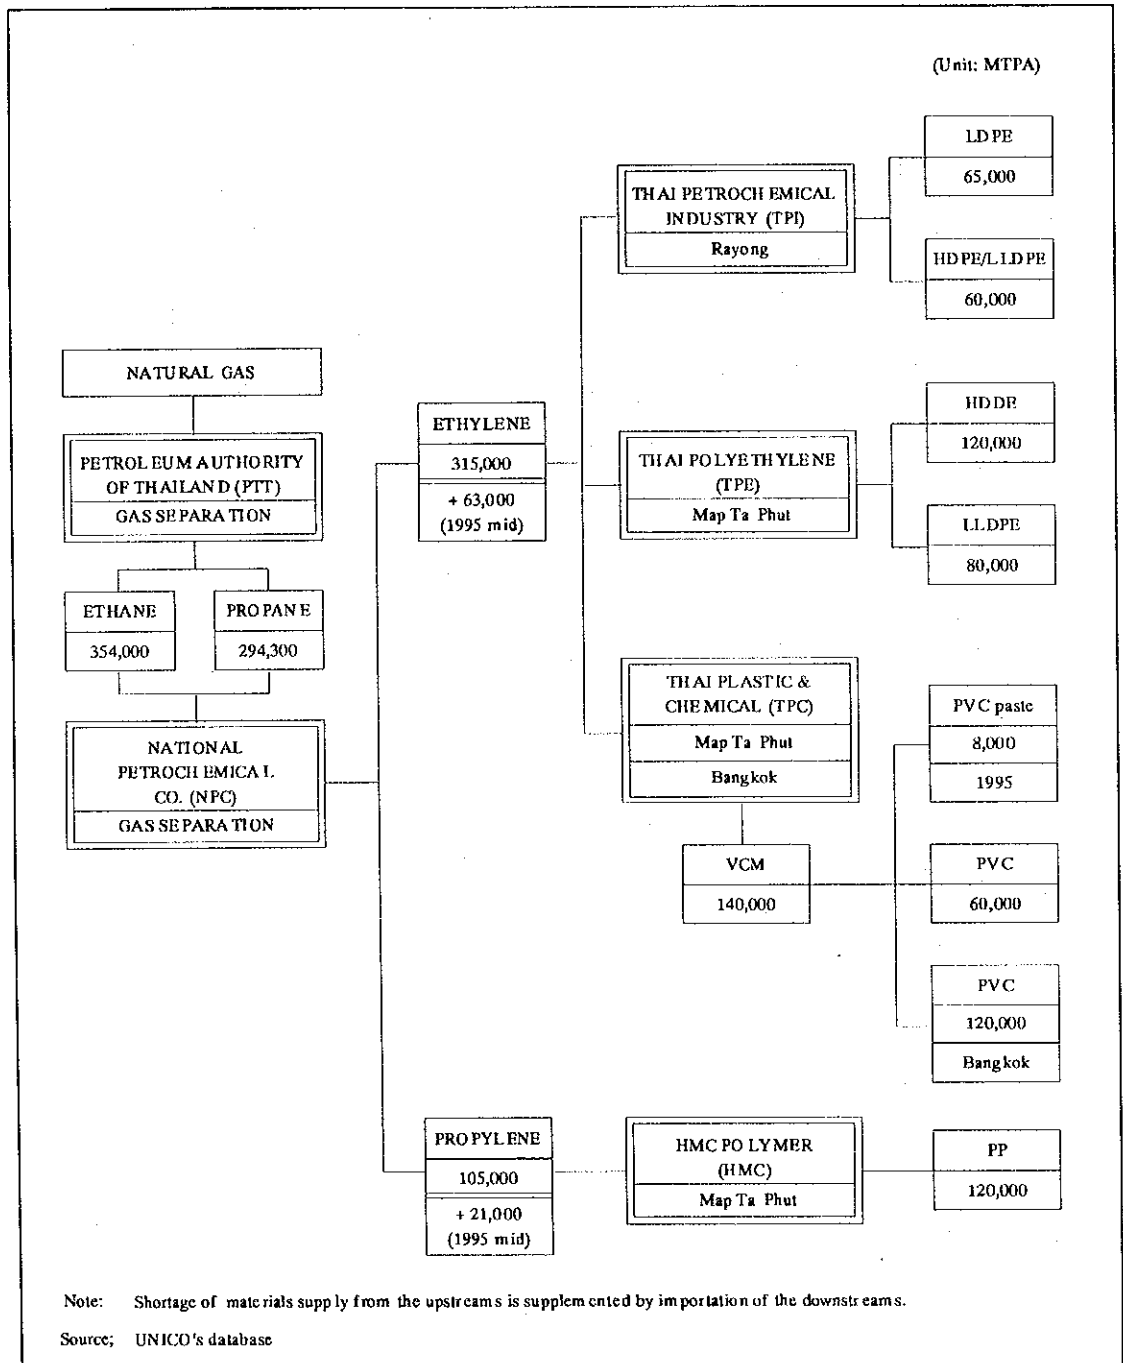 (Unit: MTPA)
LDPE
65,000
THAI PETROCHEMICAL
INDUSTRY (TPI)
Rayong
HDPE/LLDPE
60,000
NATURAL GAS
PETROLEUM AUTHORITY
OF THAILAND (PTT)
GAS SEPARATION
ETHANE
354,000
PROPANE
294,300
NATIONAL
PETROCHEMICAL
CO. (NPC)
GAS SEPARATION
ETHYLENE
315,000
+ 63,000
(1995 mid)
THAI POLYETHYLENE
(TPE)
Map Ta Phut
HDDE
120,000
LLDPE
80,000
THAI PLASTIC &
CHEMICAL (TPC)
Map Ta Phut
Bangkok
VCM
140,000
PVC paste
8,000
1995
PVC
60,000
PVC
120,000
Bangkok
PROPYLENE
105,000
+ 21,000
(1995 mid)
HMC POLYMER
(HMC)
Map Ta Phut
PP
120,000
Note: Shortage of materials supply from the upstreams is supplemented by importation of the downstreams.
Source; UNICO's database